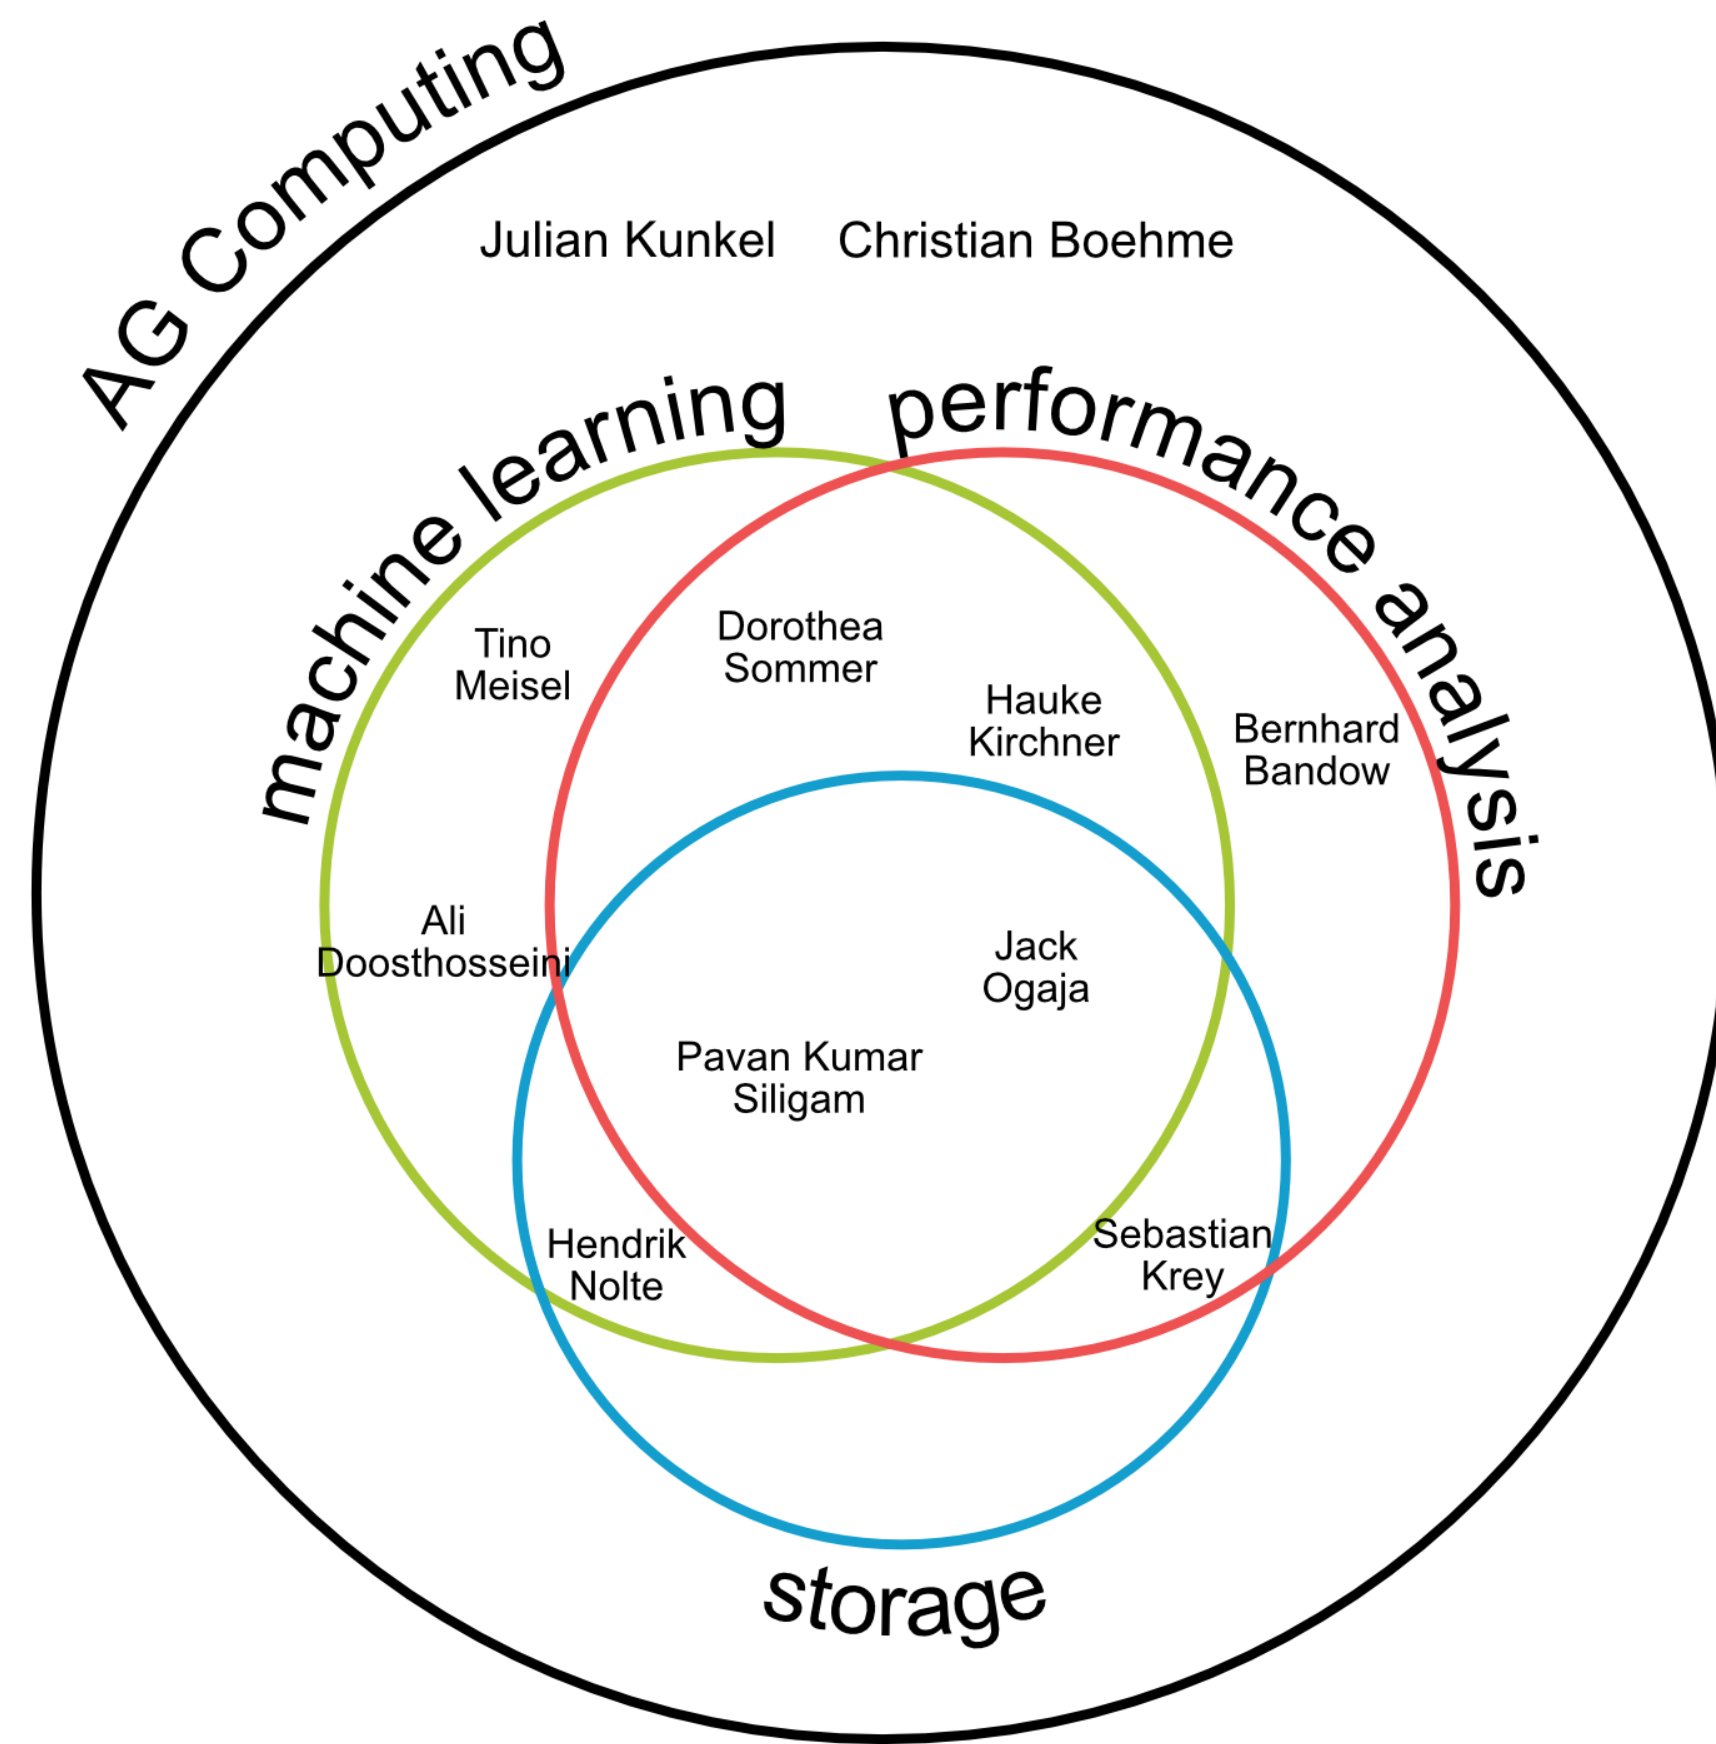 AG Computing
Julian Kunkel
Christian Boehme
machine learning
performance analysis
Tino
Meisel
Dorothea
Sommer
Hauke
Kirchner
Bernhard
Bandow
Ali
Doosthosseini
Jack
Ogaja
Pavan Kumar
Siligam
Hendrik
Nolte
Sebastian
Krey
storage